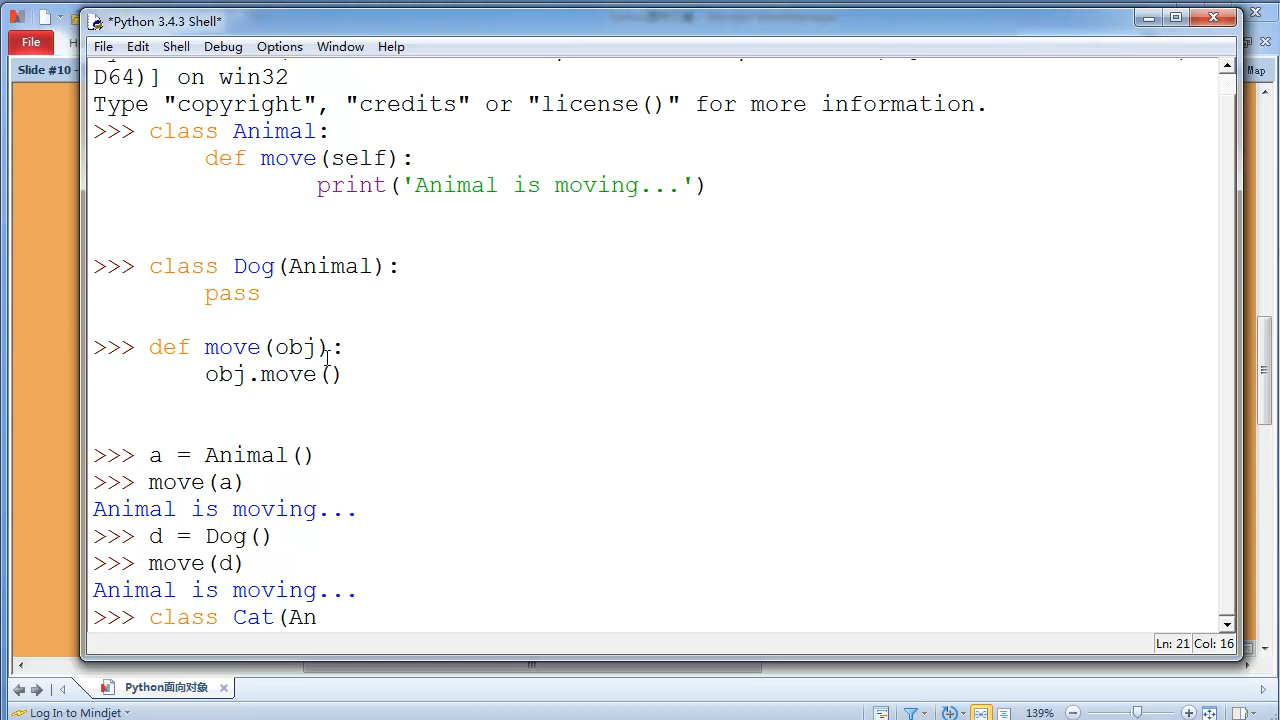 *Python 3.4.3 Shell*
File
Slide #10 -
Map
File Edit Shell Debug Options Window Help
D64)] on win32
Type "copyright", "credits" or "license()" for more information.
>>> class Animal:
def move(self):
print('Animal is moving...')
>>> class Dog(Animal):
pass
>>> def move(obj):
obj.move()
>>> a = Animal()
>>> move(a)
Animal is moving...
>>> d = Dog()
>>> move(d)
Animal is moving...
>>> class Cat(An
Ln: 21 Col: 16
Python面向对象
Log In to Mindjet
139%